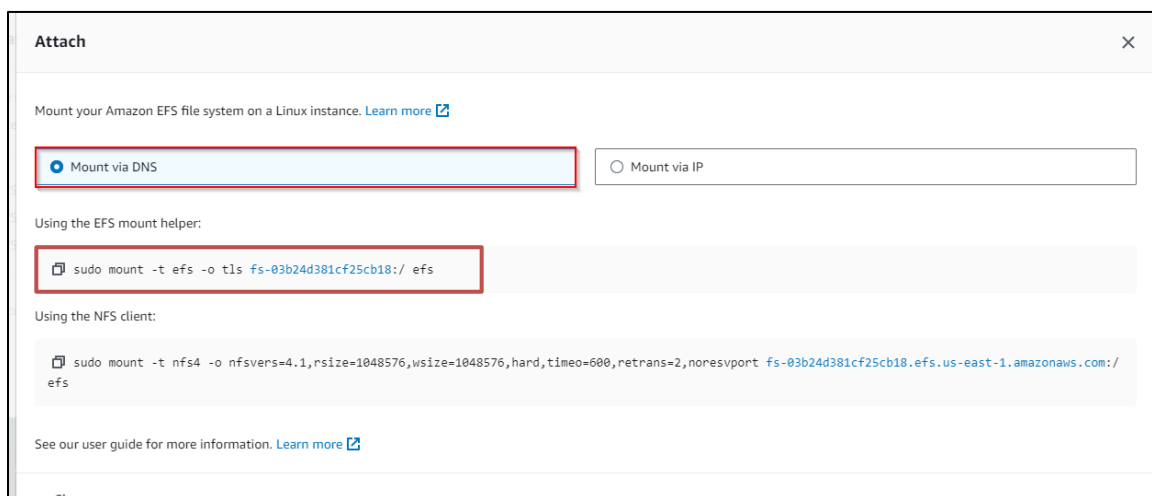 Attach
Mount your Amazon EFS file system on a Linux instance. Learn more
Mount via DNS
Mount via IP
Using the EFS mount helper:
sudo mount -t efs -o tls fs-03b24d381cf25cb18:/ efs
Using the NFS client:
sudo mount -t nfs4 -o nfsvers=4.1,rsize=1048576,wsize=1048576,hard,timeo=600,retrans=2,noresvport fs-03b24d381cf25cb18.efs.us-east-1.amazonaws.com:/
efs
See our user guide for more information. Learn more